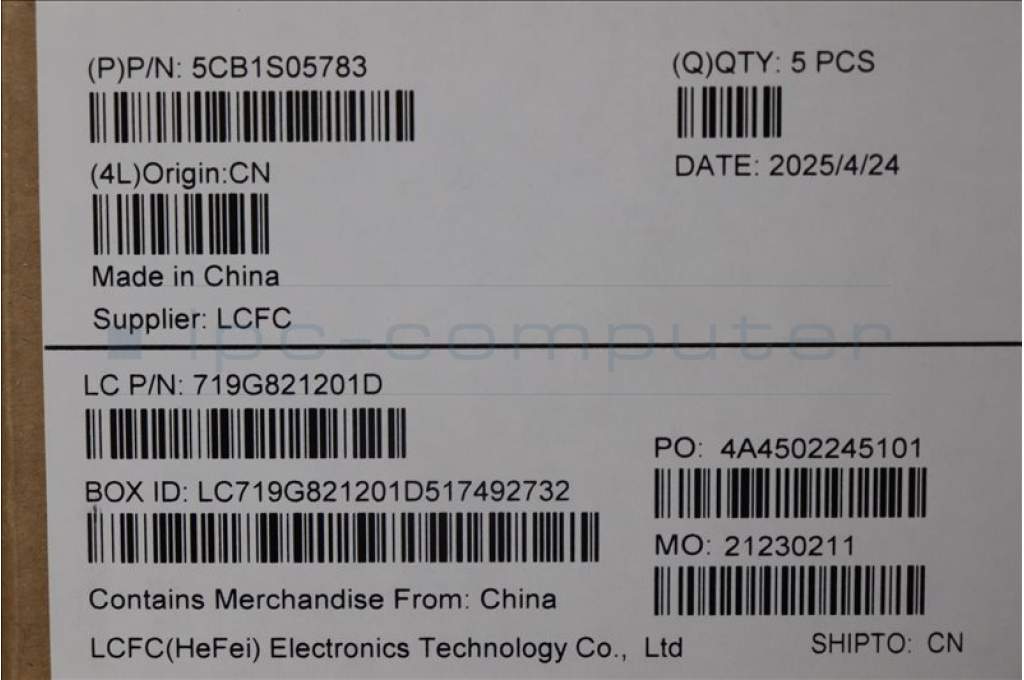 (P)P/N: 5CB1S05783
(Q)QTY: 5 PCS
(4L)Origin:CN
DATE: 2025/4/24
Made in China
Supplier: LCFC
ipc-computer
LC P/N: 719G821201D
PO: 4A4502245101
BOX ID: LC719G821201D517492732
MO: 21230211
Contains Merchandise From: China
LCFC(HeFei) Electronics Technology Co., Ltd
SHIPTO: CN